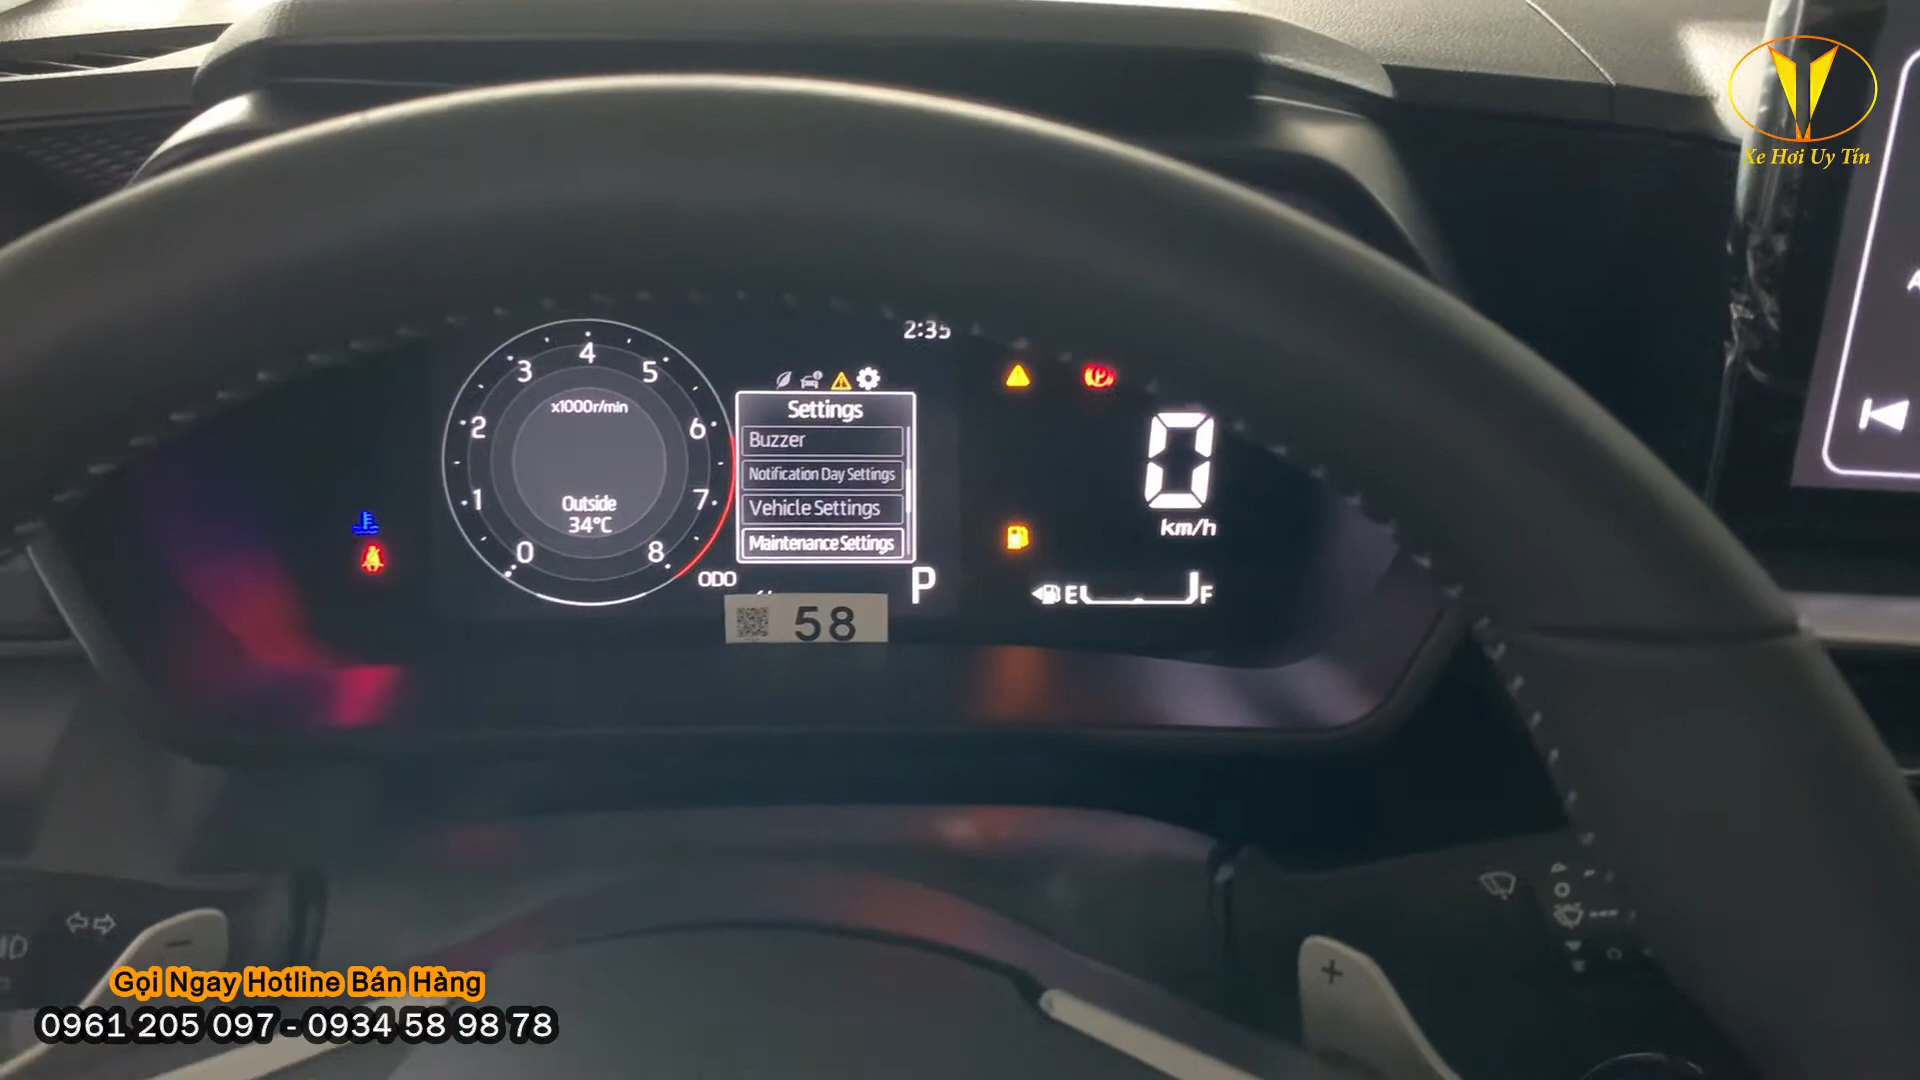 Xe Hơi Uy Tín
2:35
x1000r/min
0 1 2 3 4 5 6 7 8
Outside
34°C
Settings
Buzzer
Notification Day Settings
Vehicle Settings
Maintenance Settings
ODO
P
58
P
0
km/h
E F
+
Gọi Ngay Hotline Bán Hàng
0961 205 097 - 0934 58 98 78